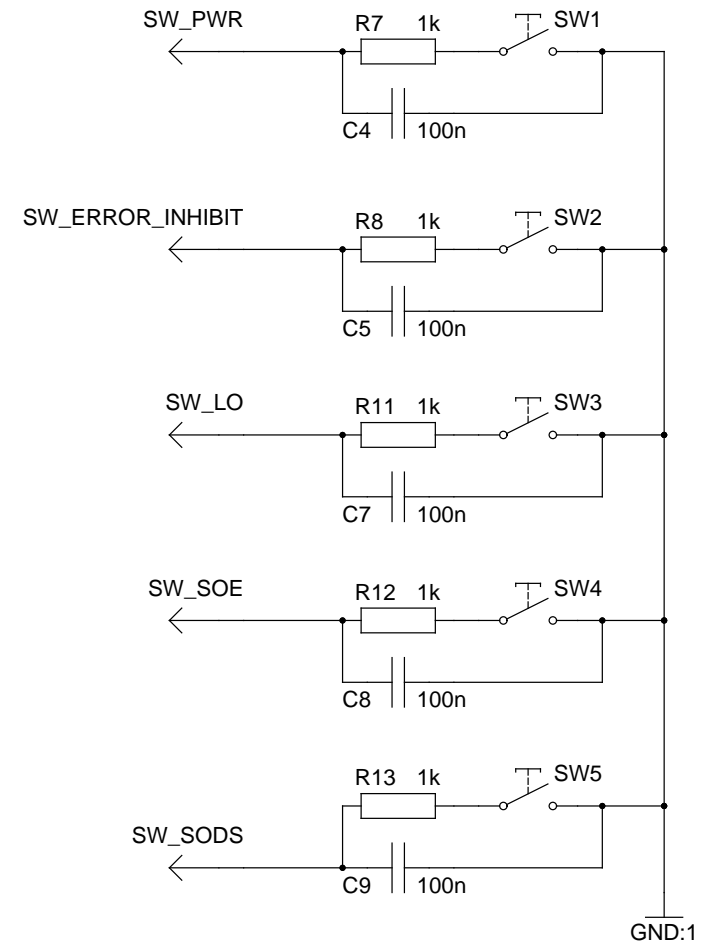 SW_PWR R7 1k SW1
C4 100n
SW_ERROR_INHIBIT R8 1k SW2
C5 100n
SW_LO R11 1k SW3
C7 100n
SW_SOE R12 1k SW4
C8 100n
R13 1k SW5
SW_SODS
C9 100n
GND:1